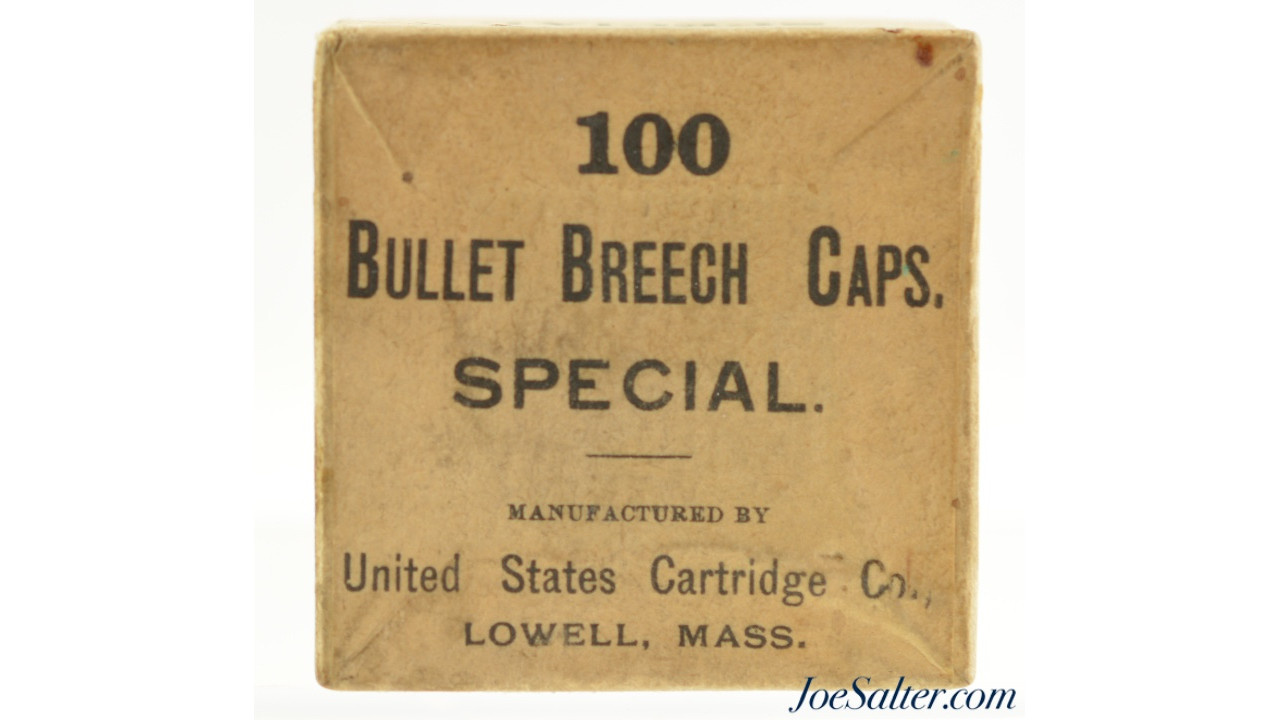 100
BULLET BREECH CAPS.
SPECIAL.
MANUFACTURED BY
United States Cartridge Co.,
LOWELL, MASS.
JoeSalter.com